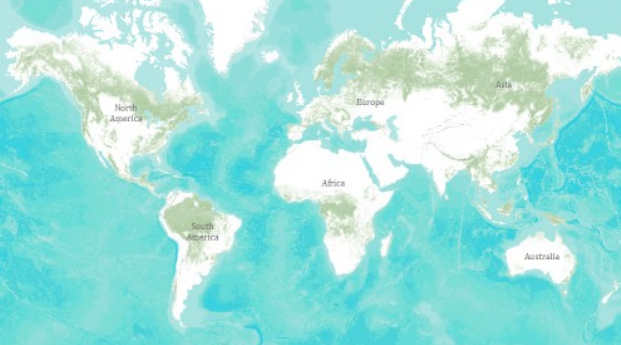 Asia
Europe
North
America
Africa
South
America
Australia